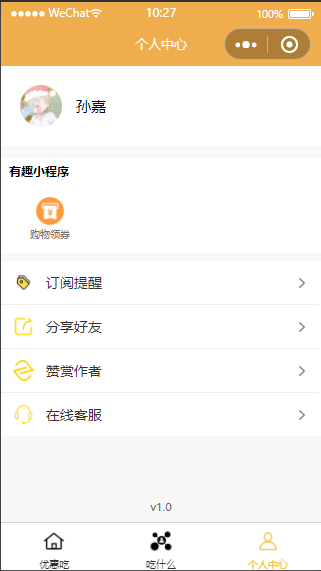 WeChat 10:27 100%
个人中心
孙嘉
有趣小程序
购物领券
订阅提醒
分享好友
赞赏作者
在线客服
v1.0
优惠吃 吃什么 个人中心